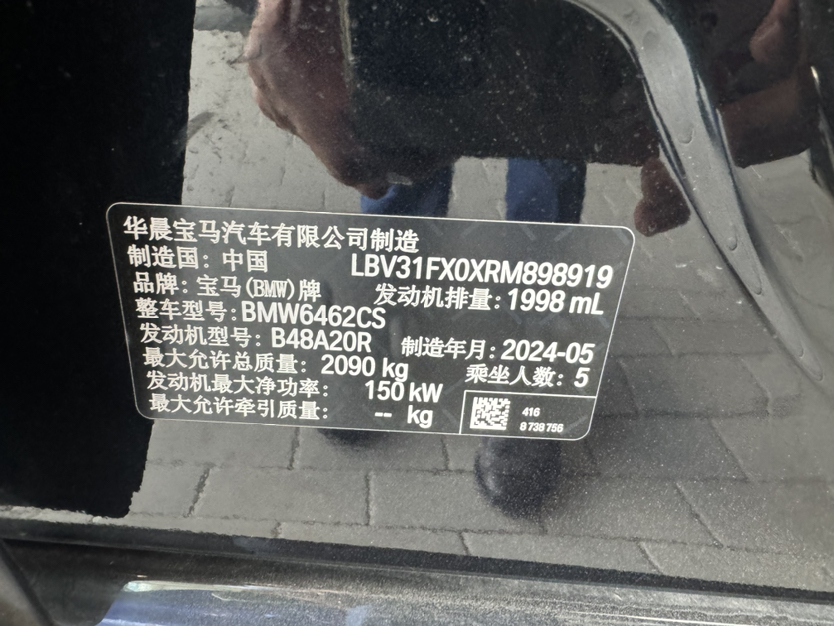 华晨宝马汽车有限公司制造
制造国：中国 LBV31FX0XRM898919
品牌：宝马(BMW)牌 发动机排量：1998 mL
整车型号：BMW6462CS
发动机型号：B48A20R 制造年月：2024-05
最大允许总质量：2090 kg 乘坐人数：5
发动机最大净功率：150 kW
最大允许牵引质量：-- kg
416
8738756